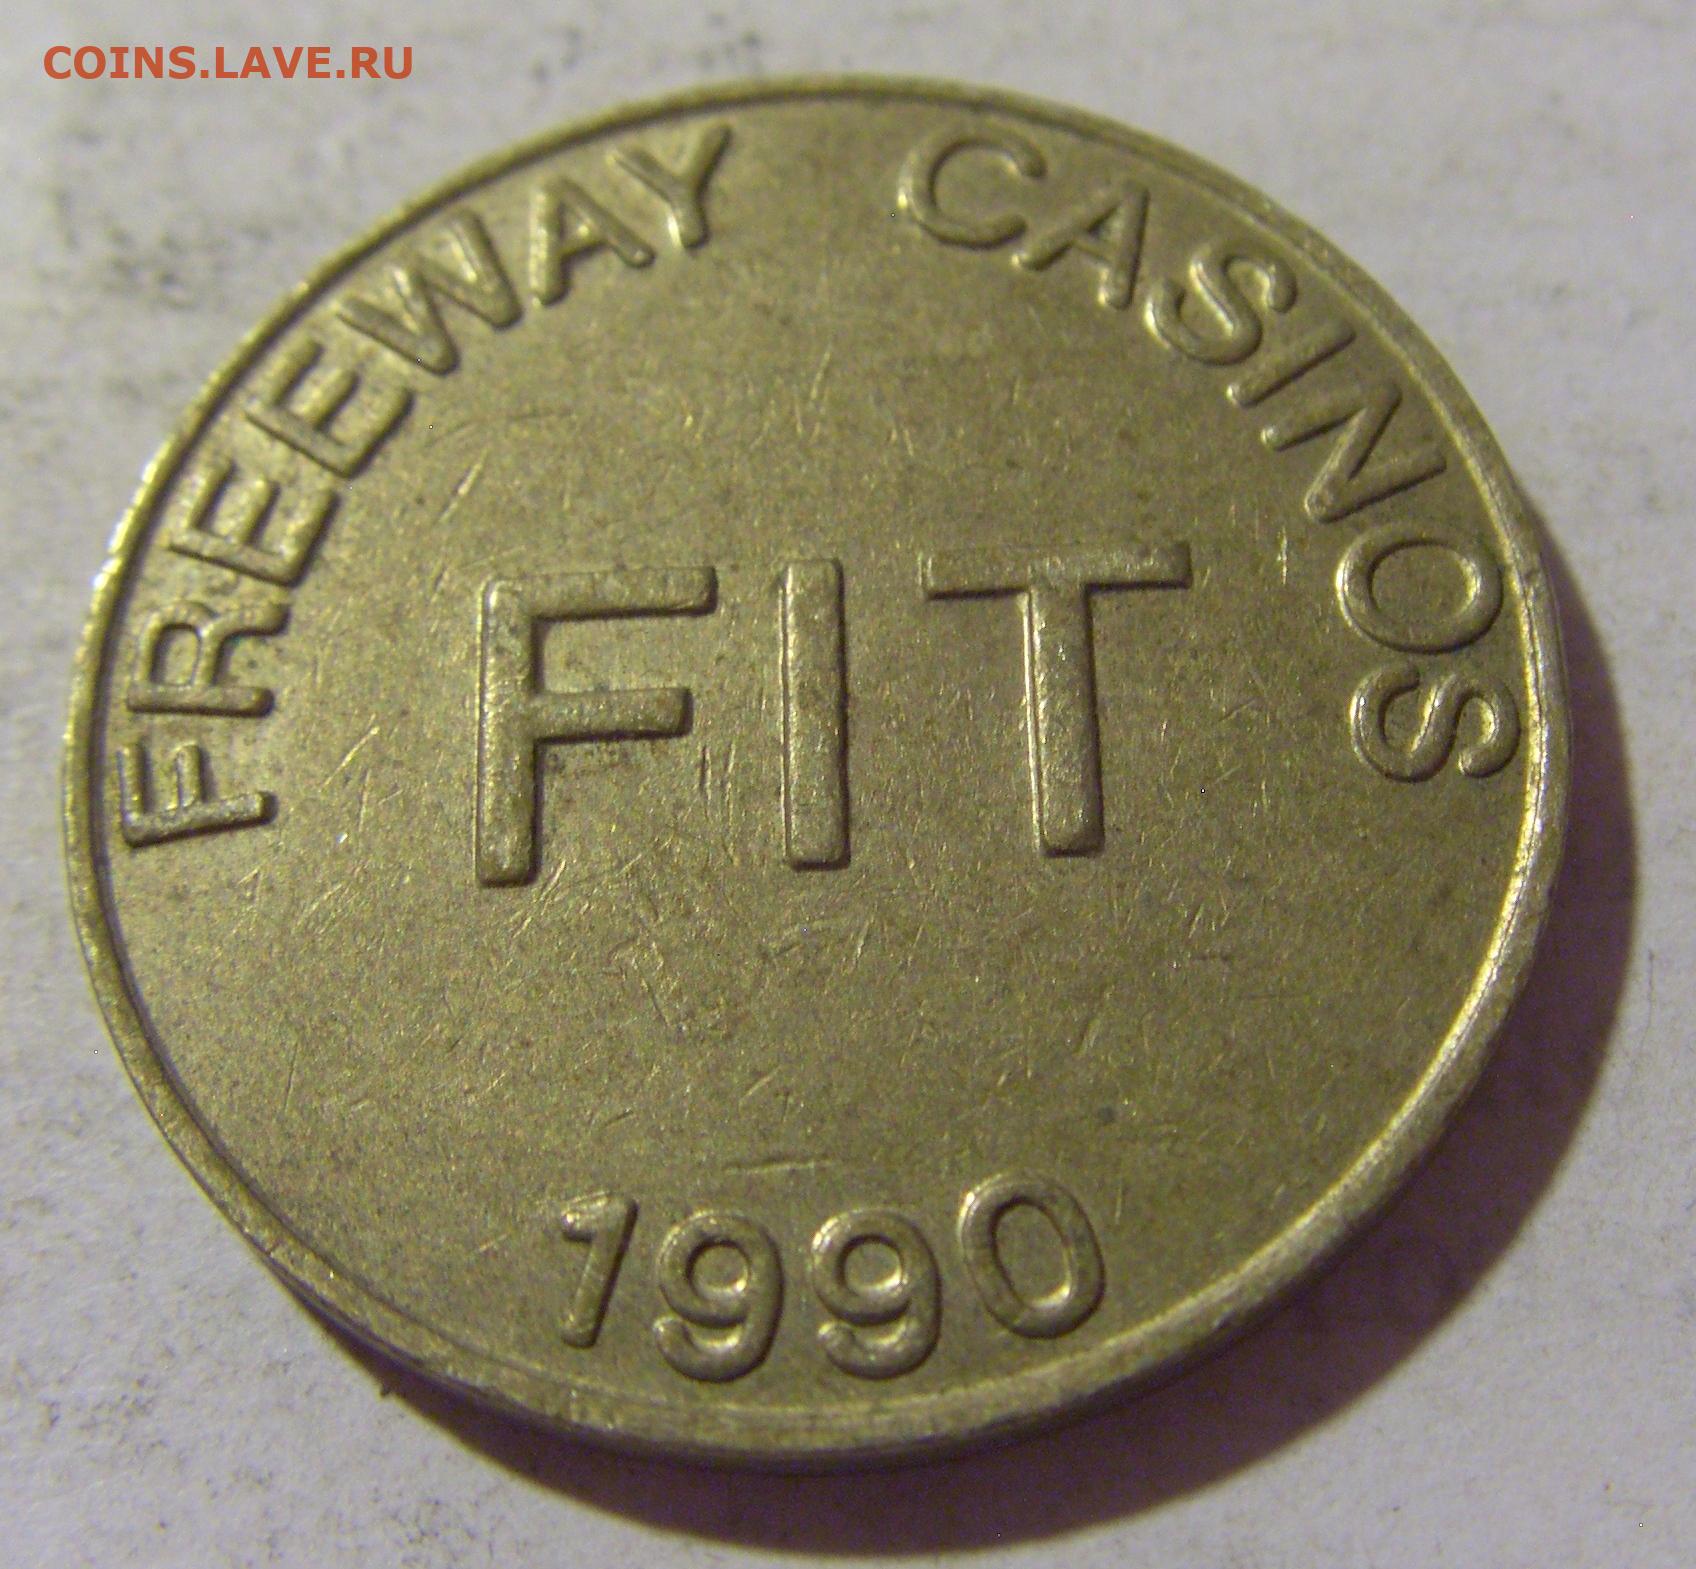 COINS.LAVE.RU
FREEWAY CASINOS
FIT
1990